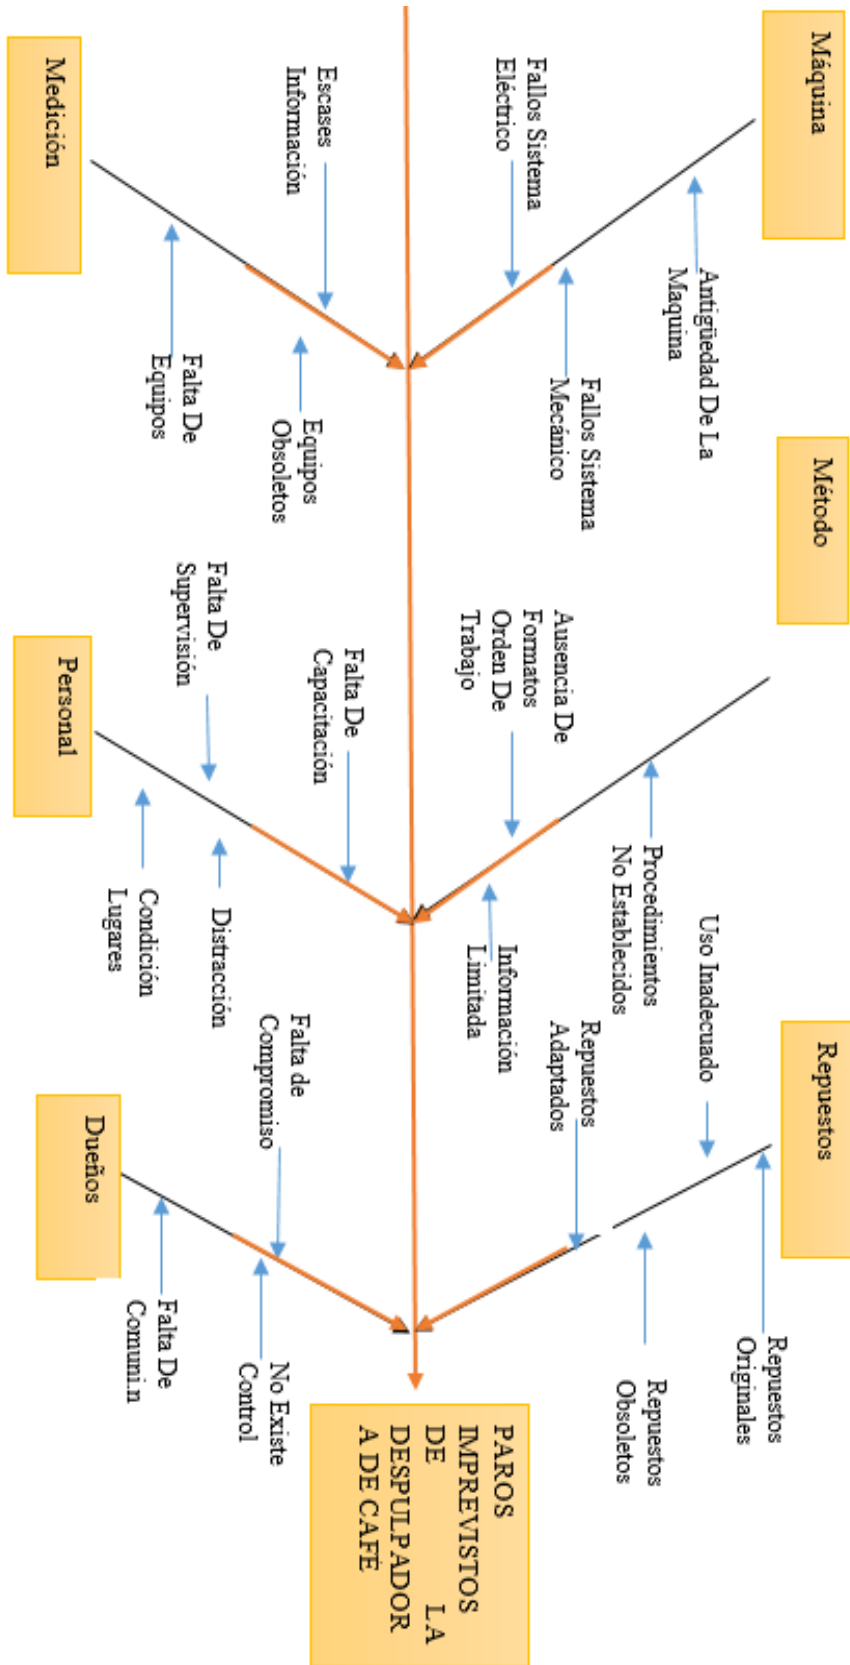 Máquina
Método
Repuestos
Antigüedad De La
Maquina
Procedimientos
No Establecidos
Uso Inadecuado
Repuestos
Originales
Fallos Sistema
Eléctrico
Fallos Sistema
Mecánico
Ausencia De
Formatos
Orden De
Trabajo
Información
Limitada
Repuestos
Adaptados
Repuestos
Obsoletos
PAROS
IMPREVISTOS
DE LA
DESPULPADOR
A DE CAFÉ
Escases
Información
Equipos
Obsoletos
Falta De
Capacitación
Falta de
Compromiso
No Existe
Control
Falta De
Equipos
Falta De
Supervisión
Distracción
Condición
Lugares
Falta De
Comuni.n
Medición
Personal
Dueños